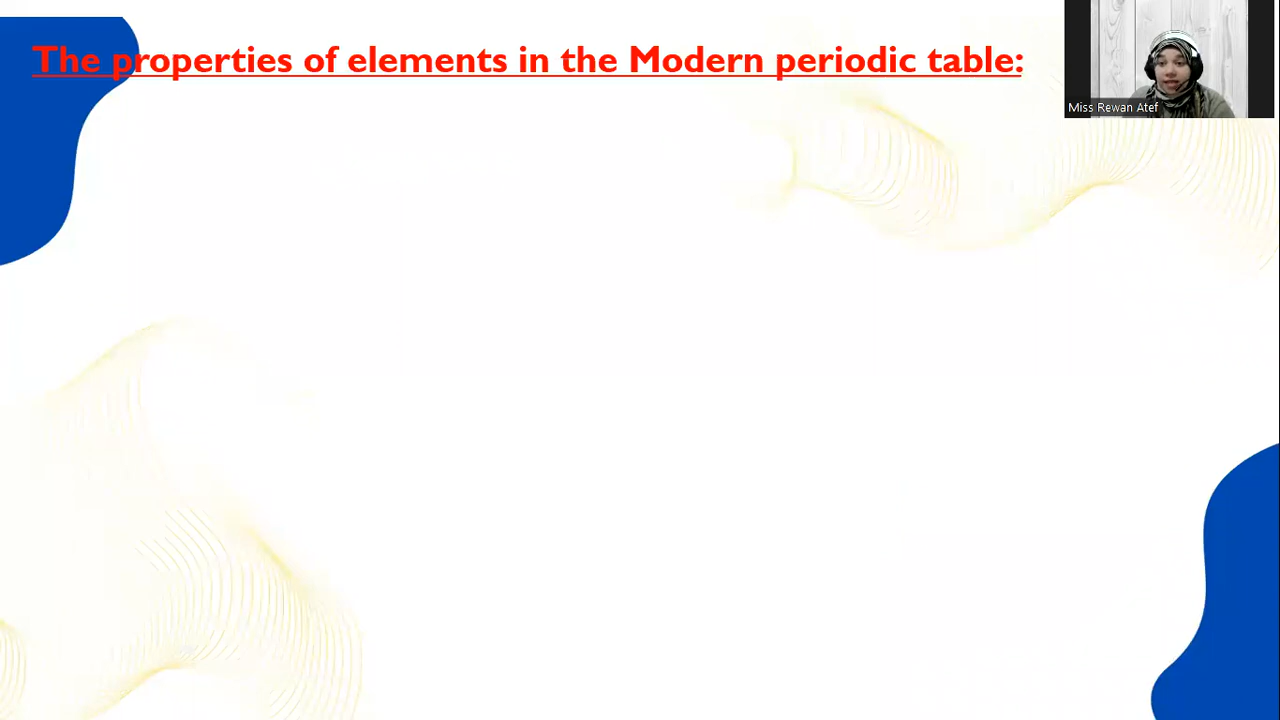 The properties of elements in the Modern periodic table:
Miss Rewan Atef